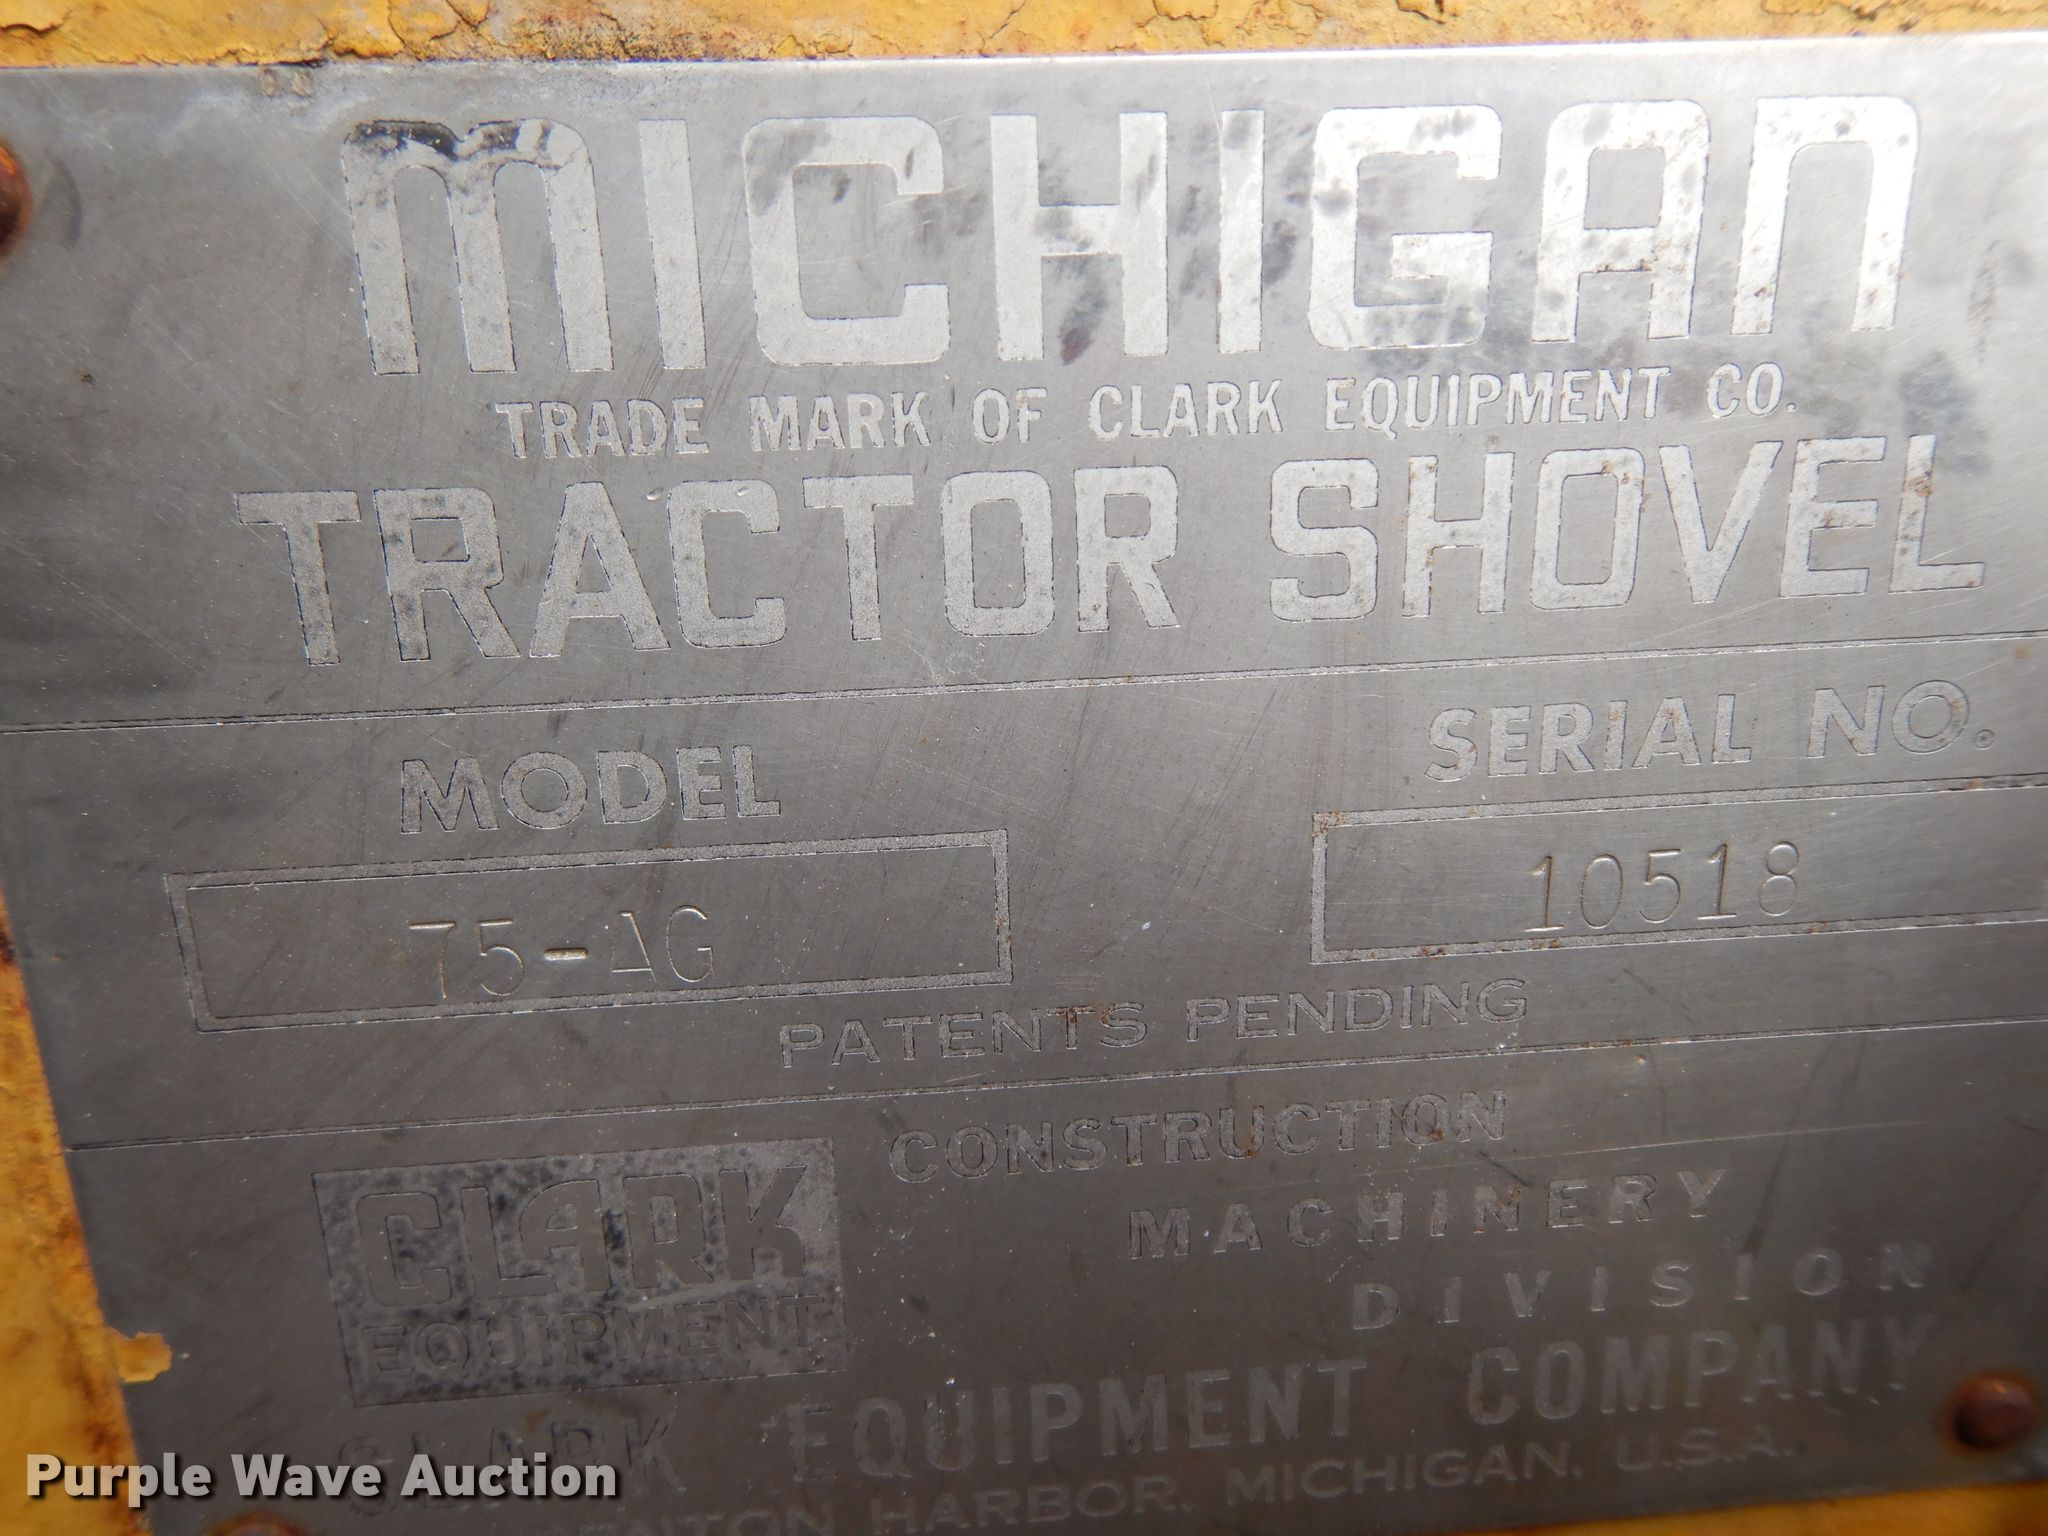 MICHIGAN
TRADE MARK OF CLARK EQUIPMENT CO.
TRACTOR SHOVEL
MODEL SERIAL NO.
75-AG 10518
PATENTS PENDING
CLARK
EQUIPMENT
CONSTRUCTION
MACHINERY
DIVISION
CLARK EQUIPMENT COMPANY
HARBOR, MICHIGAN, U.S.A.
Purple Wave Auction